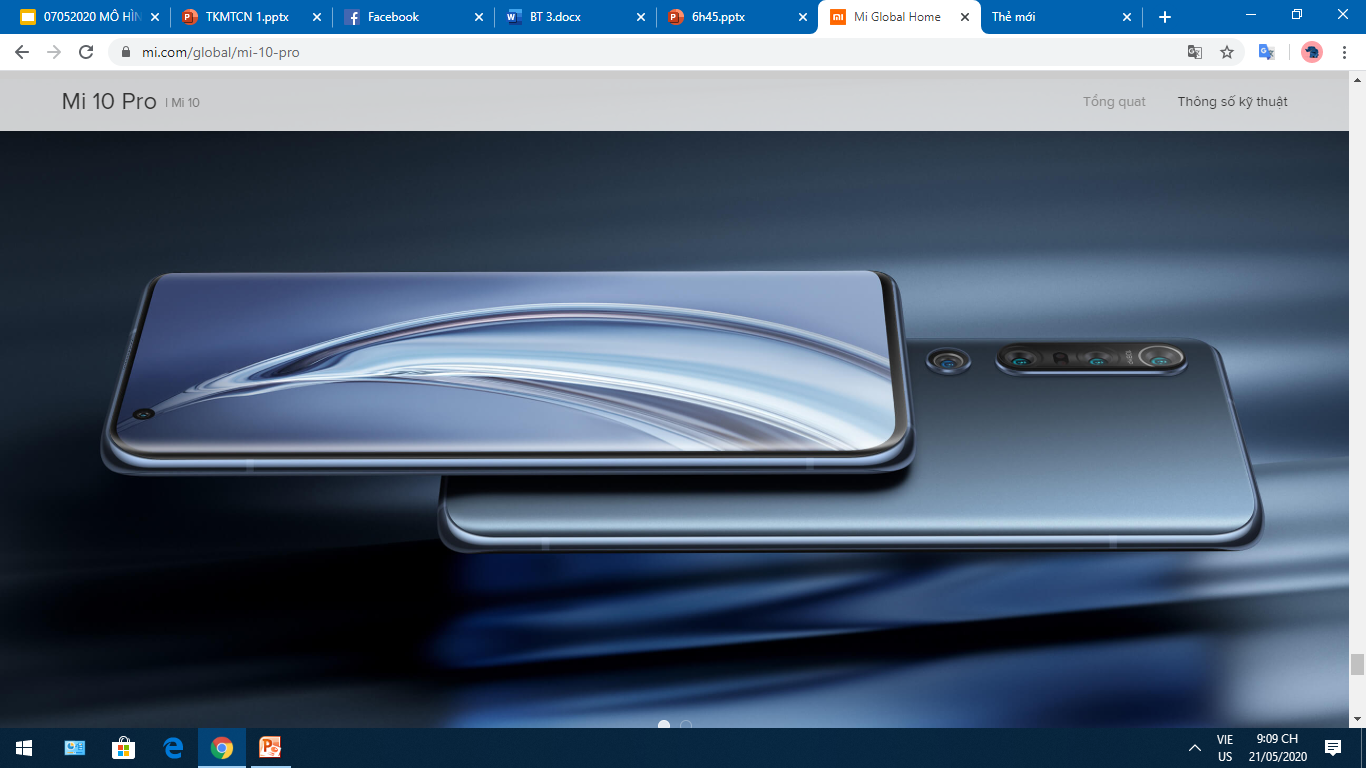 07052020 MÔ HÌN
TKMTCN 1.pptx
Facebook
BT 3.docx
6h45.pptx
Mi Global Home
Thẻ mới
mi.com/global/mi-10-pro
Mi 10 Pro | Mi 10
Tổng quat
Thông số kỹ thuật
VIE
US
9:09 CH
21/05/2020